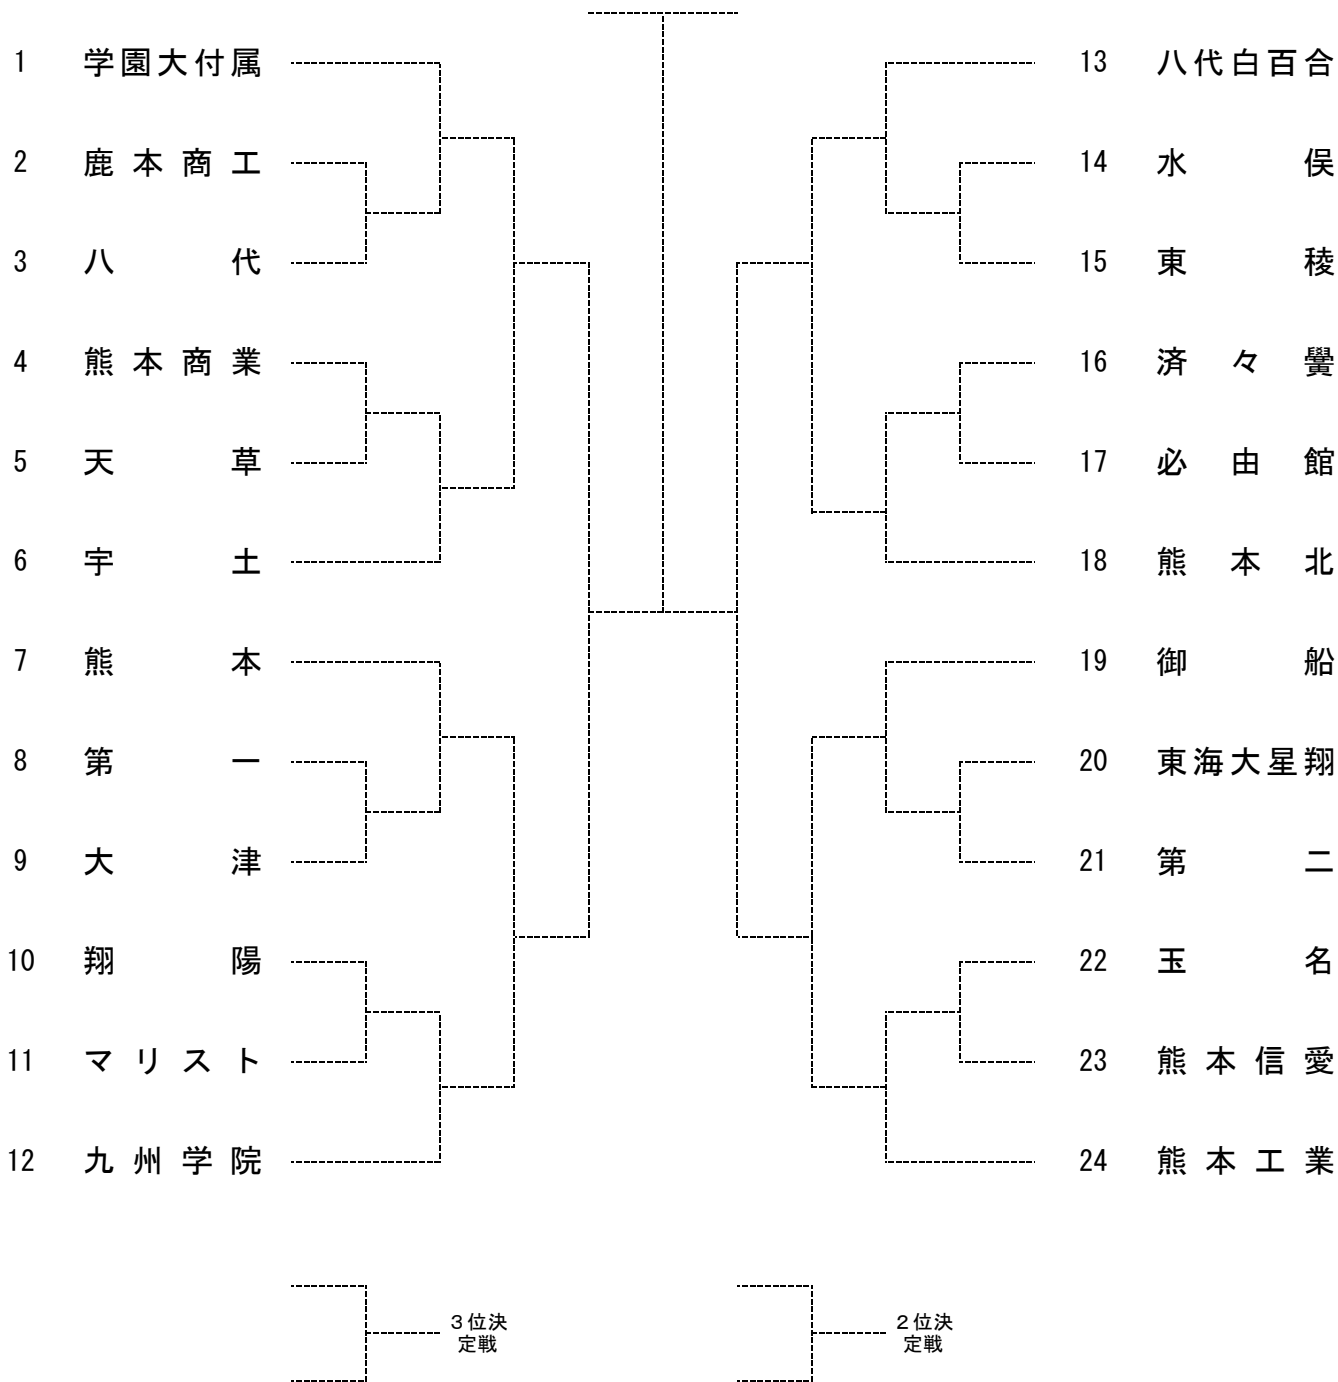 1 学園大付属
2 鹿本商工
3 八代
4 熊本商業
5 天草
6 宇土
7 熊本
8 第一
9 大津
10 翔陽
11 マリスト
12 九州学院
13 八代白百合
14 水俣
15 東稜
16 済々黌
17 必由館
18 熊本北
19 御船
20 東海大星翔
21 第二
22 玉名
23 熊本信愛
24 熊本工業
3位決
定戦
2位決
定戦